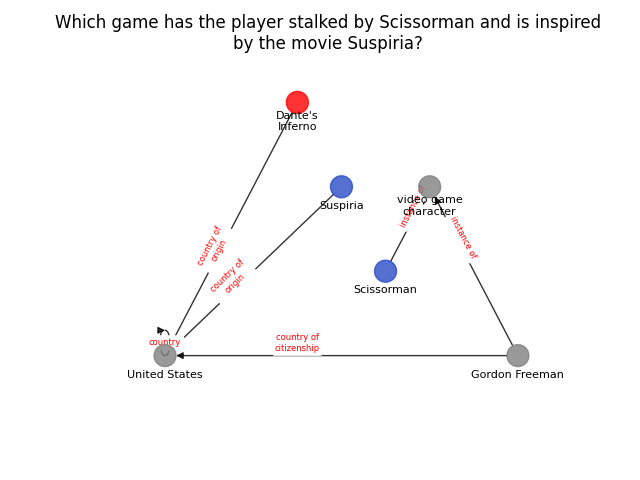 Which game has the player stalked by Scissorman and is inspired
by the movie Suspiria?
Dante's
Inferno
Suspiria
video game
character
instance of
instance of
country of
origin
country of
origin
Scissorman
country
country of
citizenship
United States
Gordon Freeman